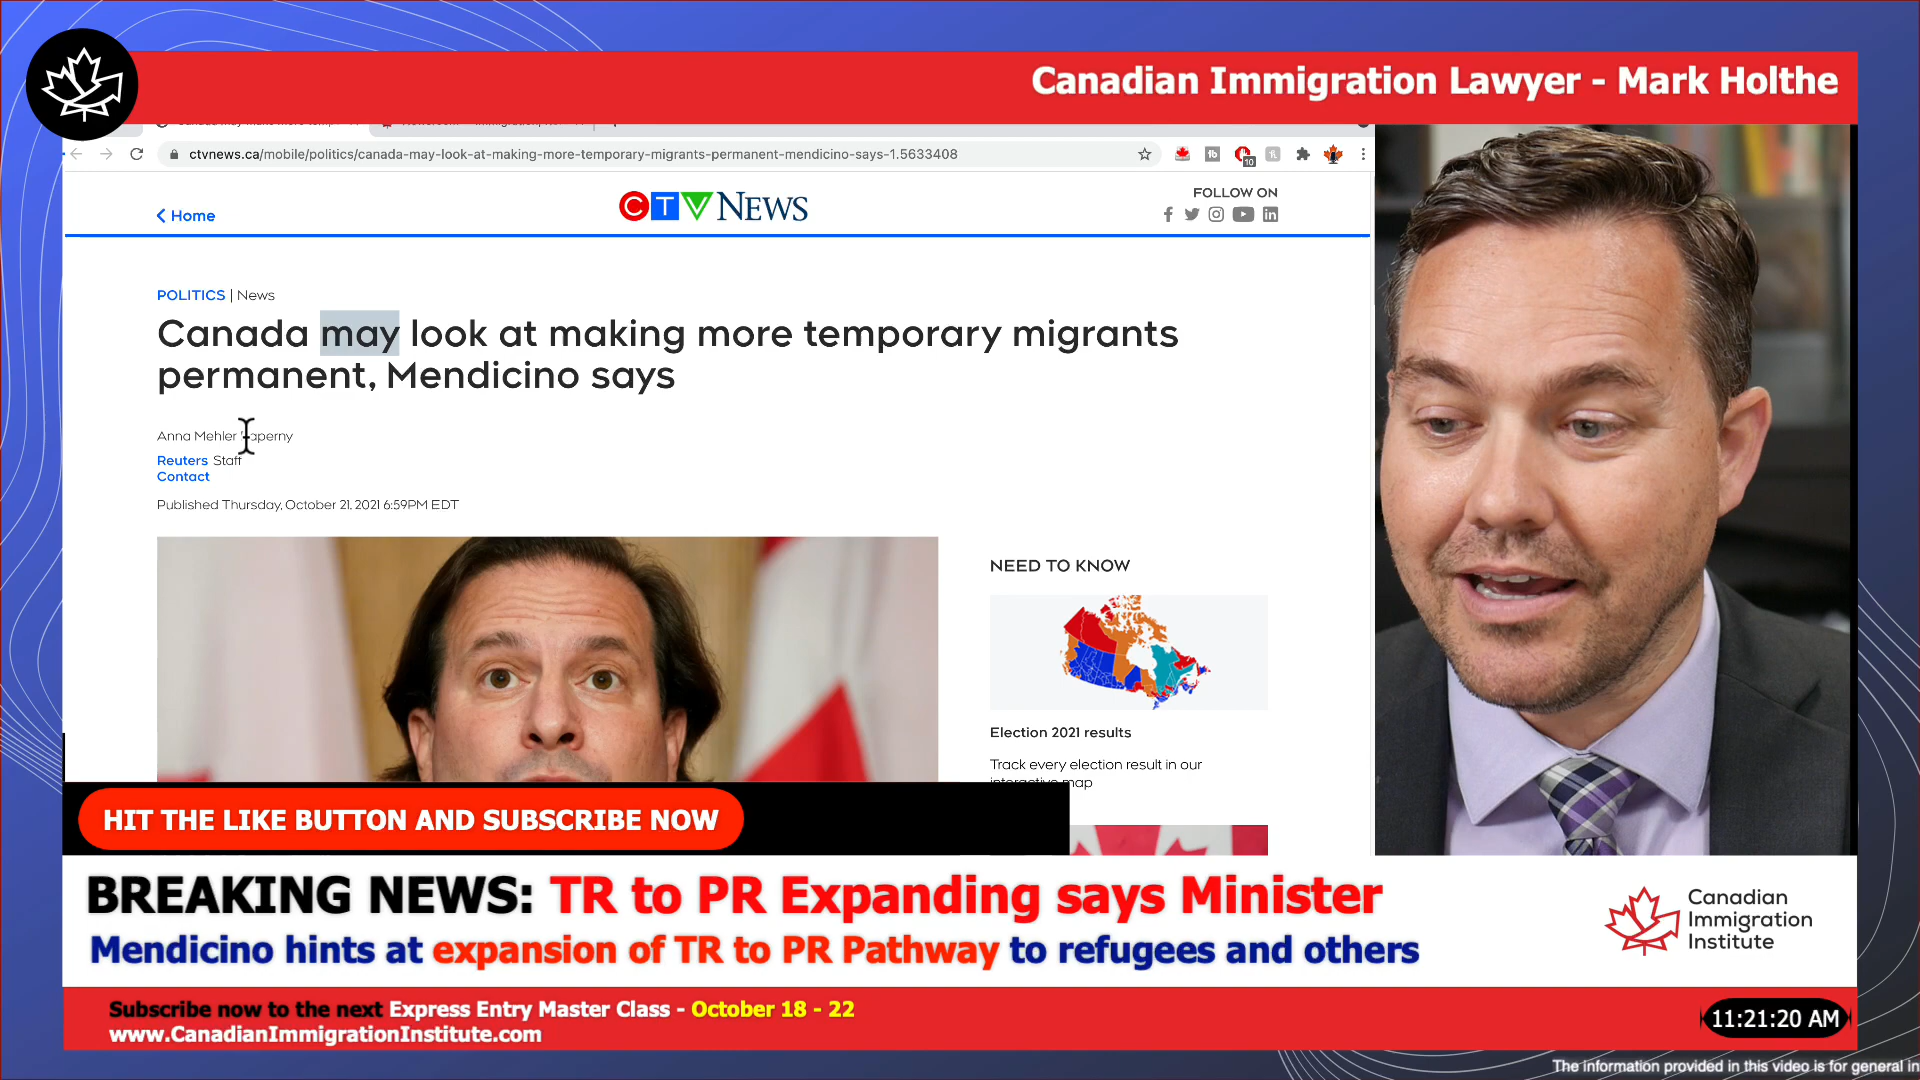 Canadian Immigration Lawyer - Mark Holthe
ctvnews.ca/mobile/politics/canada-may-look-at-making-more-temporary-migrants-permanent-mendicino-says-1.5633408
10
Home
CTV NEWS
FOLLOW ON
POLITICS | News
Canada may look at making more temporary migrants
permanent, Mendicino says
Anna Mehler
Reuters Staff
Contact
Published Thursday, October 21, 2021 6:59PM EDT
NEED TO KNOW
Election 2021 results
Track every election result in our
interactive map
HIT THE LIKE BUTTON AND SUBSCRIBE NOW
BREAKING NEWS: TR to PR Expanding says Minister
Mendicino hints at expansion of TR to PR Pathway to refugees and others
Canadian
Immigration
Institute
Subscribe now to the next Express Entry Master Class - October 18 - 22
www.CanadianImmigrationInstitute.com
11:21:20 AM
The information provided in this video is for general in